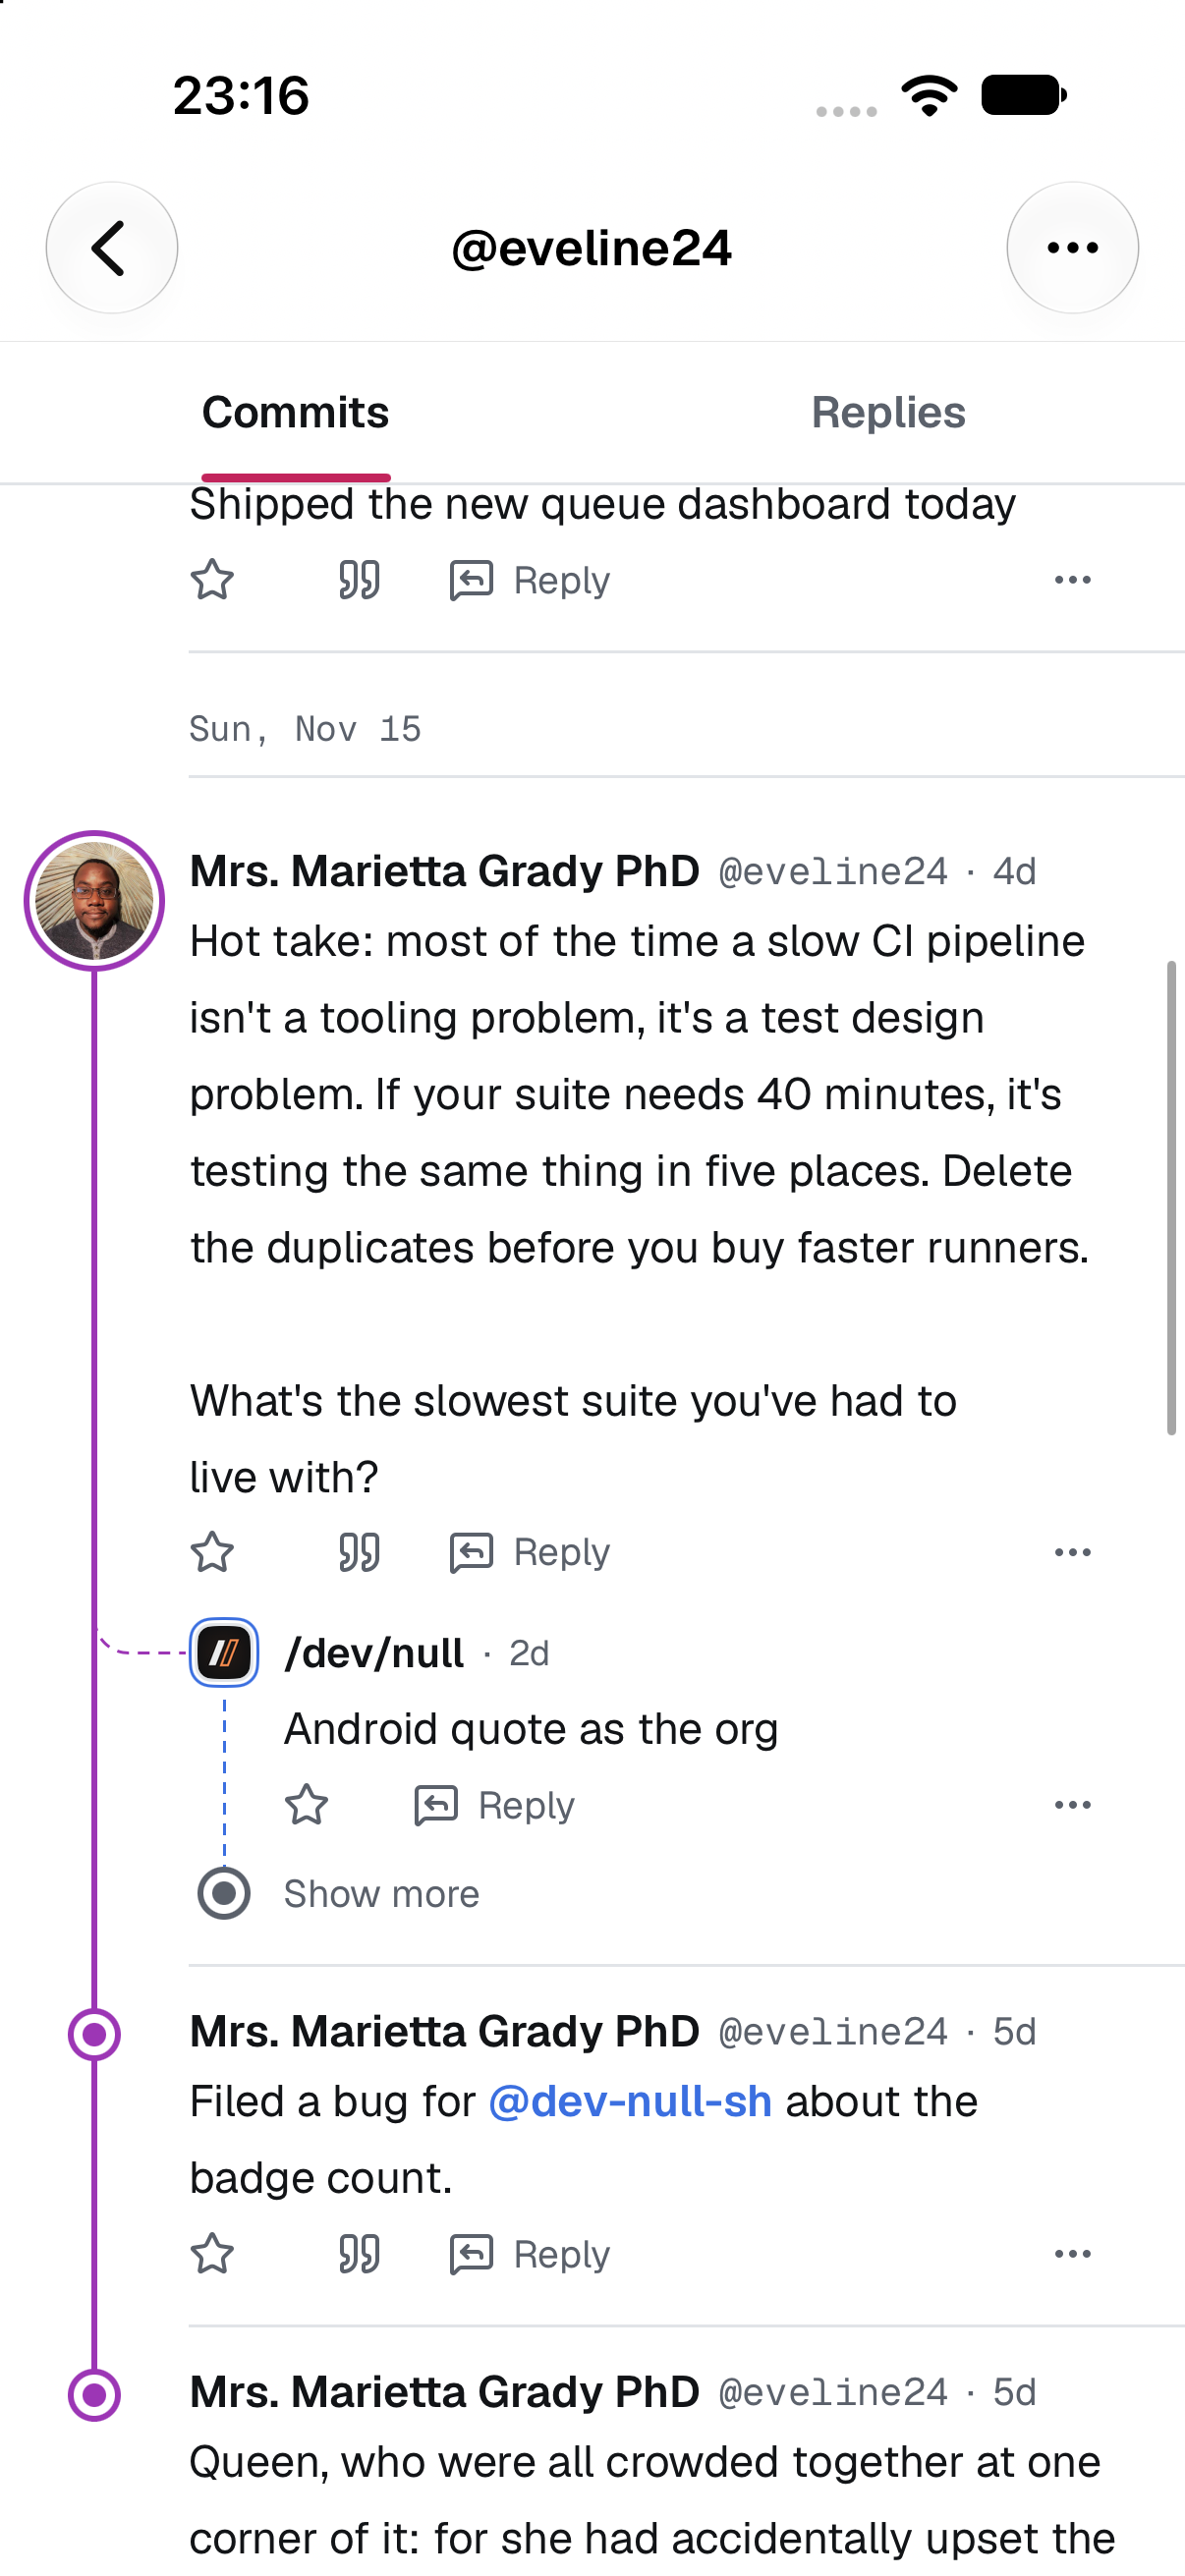 23:16
@eveline24
Commits
Replies
Shipped the new queue dashboard today
Reply
Sun, Nov 15
Mrs. Marietta Grady PhD @eveline24 · 4d
Hot take: most of the time a slow CI pipeline
isn't a tooling problem, it's a test design
problem. If your suite needs 40 minutes, it's
testing the same thing in five places. Delete
the duplicates before you buy faster runners.
What's the slowest suite you've had to
live with?
Reply
/dev/null · 2d
Android quote as the org
Reply
Show more
Mrs. Marietta Grady PhD @eveline24 · 5d
Filed a bug for @dev-null-sh about the
badge count.
Reply
Mrs. Marietta Grady PhD @eveline24 · 5d
Queen, who were all crowded together at one
corner of it: for she had accidentally upset the